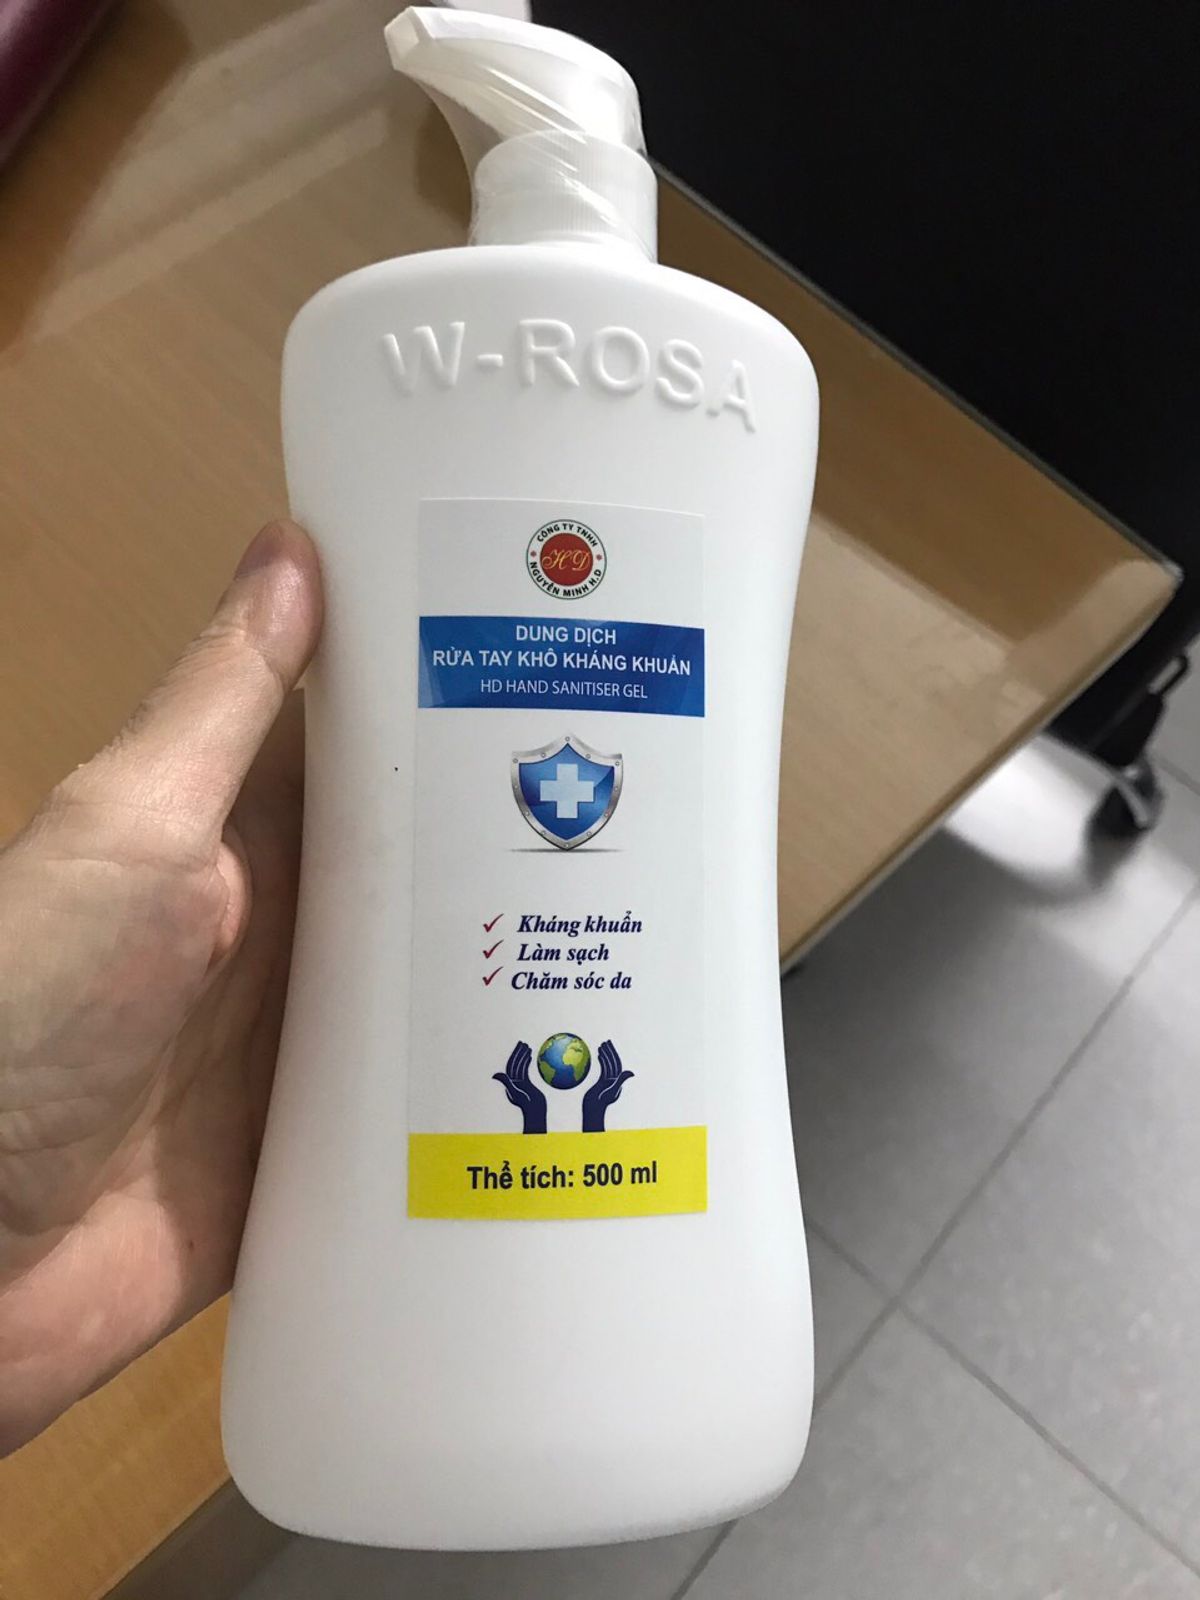 W-ROSA
CÔNG TY TNHH
HD
NGUYỄN MINH H.D
DUNG DỊCH
RỬA TAY KHÔ KHÁNG KHUẨN
HD HAND SANITISER GEL
Kháng khuẩn
Làm sạch
Chăm sóc da
Thể tích: 500 ml